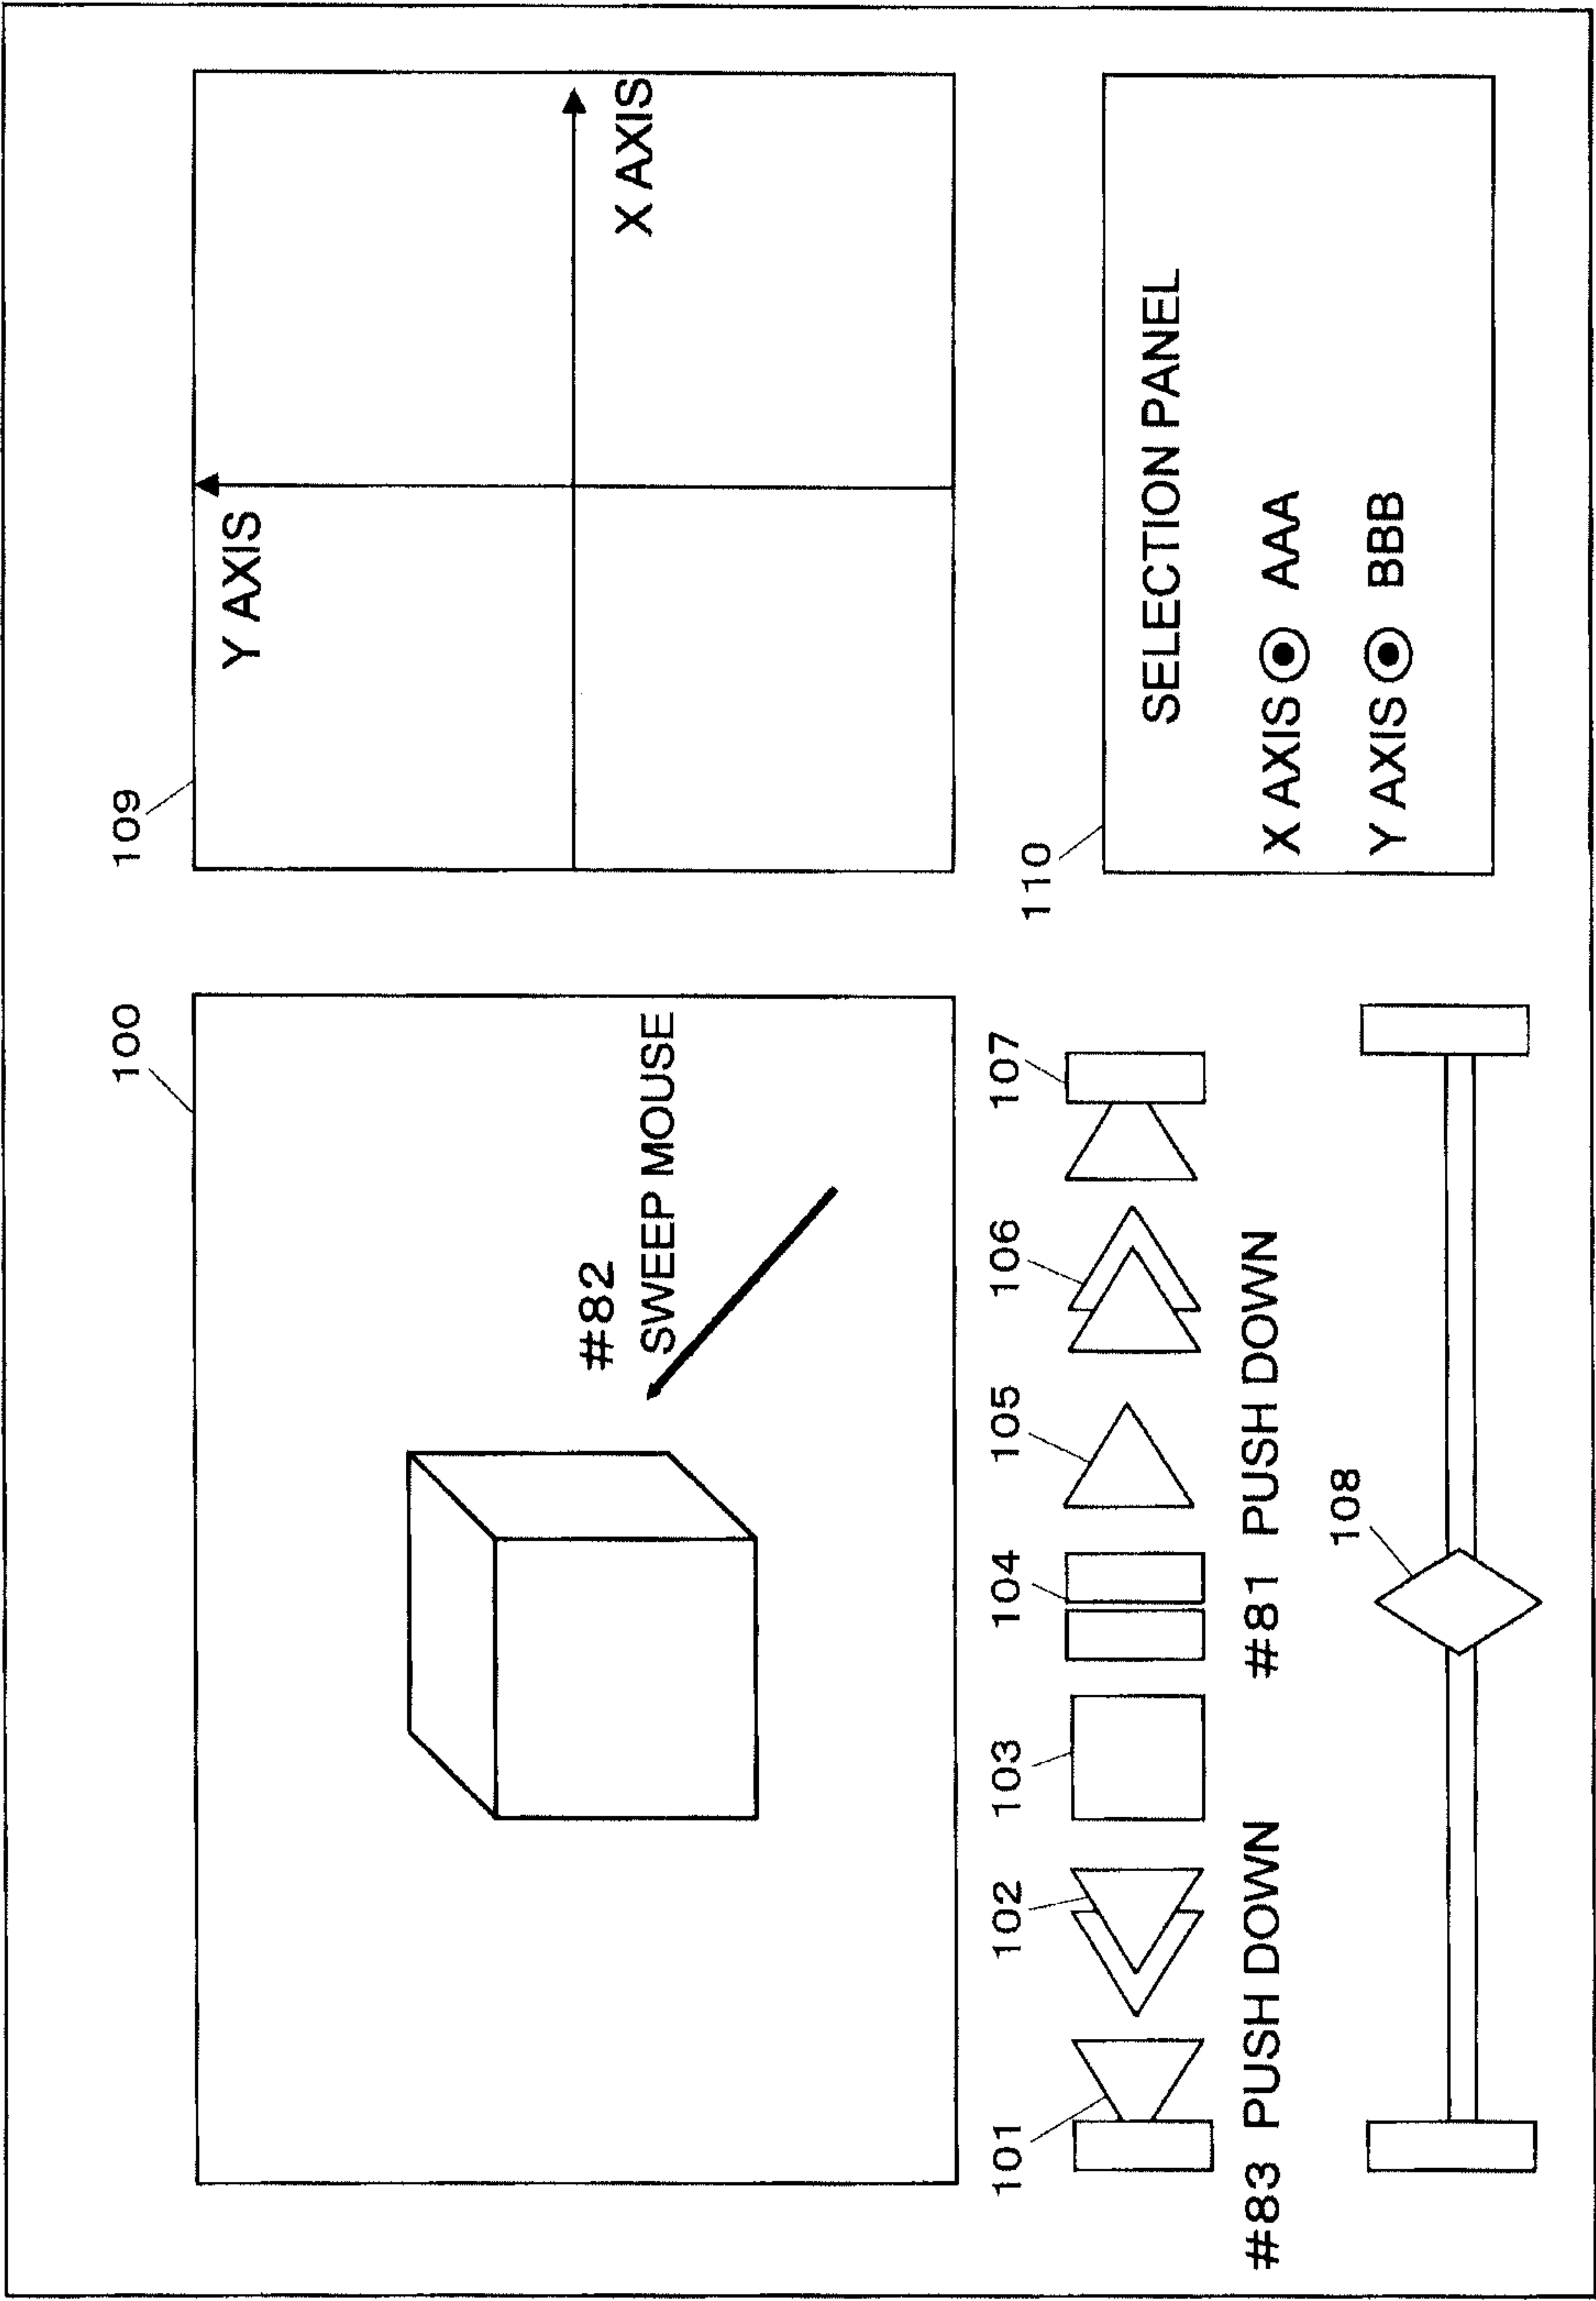 100
109
Y AXIS
X AXIS
#82
SWEEP MOUSE
101
102
103
104
105
106
107
#83 PUSH DOWN
#81 PUSH DOWN
108
110
SELECTION PANEL
X AXIS AAA
Y AXIS BBB